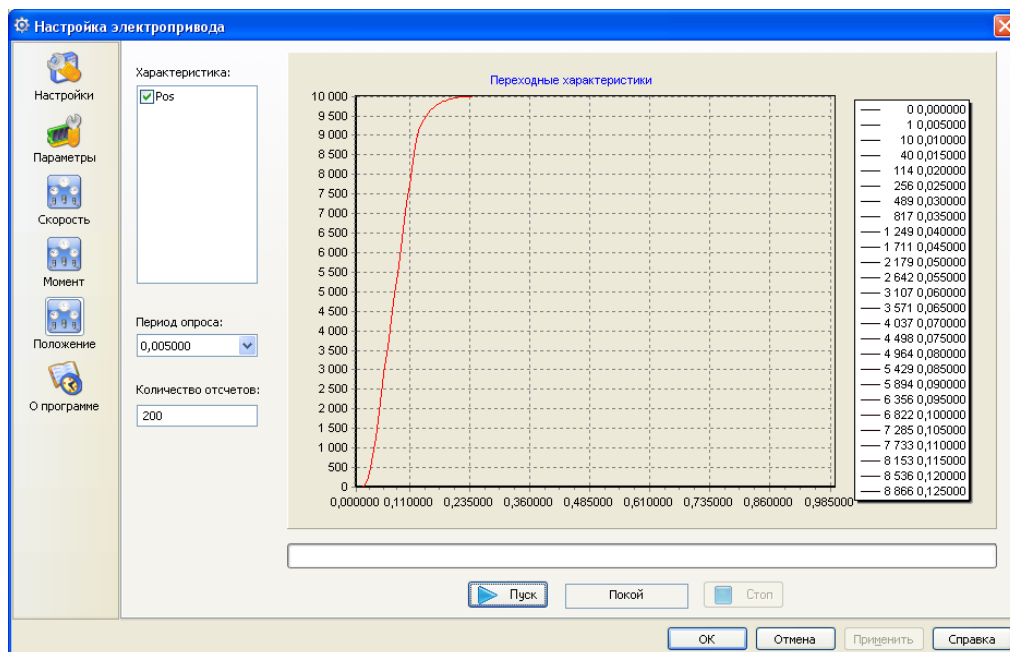 Настройка электропривода
Настройки
Параметры
Скорость
Момент
Положение
О программе
Характеристика:
Pos
Период опроса:
0,005000
Количество отсчетов:
200
Переходные характеристики
10 000
9 500
9 000
8 500
8 000
7 500
7 000
6 500
6 000
5 500
5 000
4 500
4 000
3 500
3 000
2 500
2 000
1 500
1 000
500
0
0,000000 0,110000 0,235000 0,360000 0,485000 0,610000 0,735000 0,860000 0,985000
0 0,000000
1 0,005000
10 0,010000
40 0,015000
114 0,020000
256 0,025000
489 0,030000
817 0,035000
1 249 0,040000
1 711 0,045000
2 179 0,050000
2 642 0,055000
3 107 0,060000
3 571 0,065000
4 037 0,070000
4 498 0,075000
4 964 0,080000
5 429 0,085000
5 894 0,090000
6 356 0,095000
6 822 0,100000
7 285 0,105000
7 733 0,110000
8 153 0,115000
8 536 0,120000
8 866 0,125000
Пуск
Покой
Стоп
ОК
Отмена
Применить
Справка